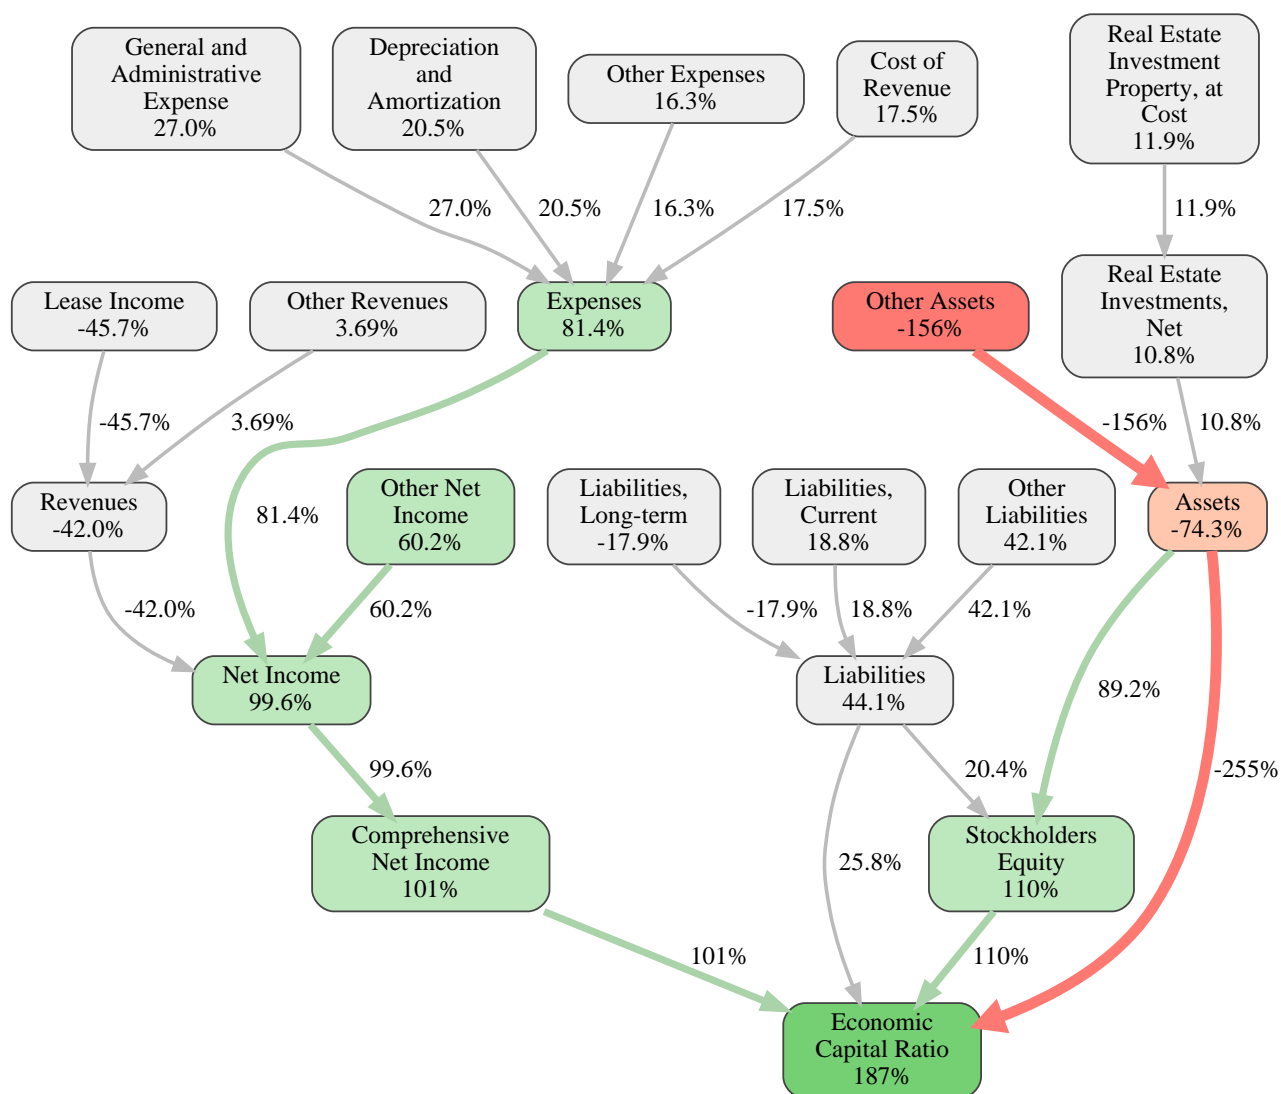 General and
Administrative
Expense
27.0%
Depreciation
and
Amortization
20.5%
Other Expenses
16.3%
Cost of
Revenue
17.5%
Real Estate
Investment
Property, at
Cost
11.9%
27.0%
20.5%
16.3%
17.5%
11.9%
Lease Income
-45.7%
Other Revenues
3.69%
Expenses
81.4%
Other Assets
-156%
Real Estate
Investments,
Net
10.8%
-45.7%
3.69%
-156%
10.8%
Revenues
-42.0%
81.4%
Other Net
Income
60.2%
Liabilities,
Long-term
-17.9%
Liabilities,
Current
18.8%
Other
Liabilities
42.1%
Assets
-74.3%
-42.0%
60.2%
-17.9%
18.8%
42.1%
Net Income
99.6%
Liabilities
44.1%
89.2%
99.6%
20.4%
-255%
Comprehensive
Net Income
101%
25.8%
Stockholders
Equity
110%
101%
110%
Economic
Capital Ratio
187%